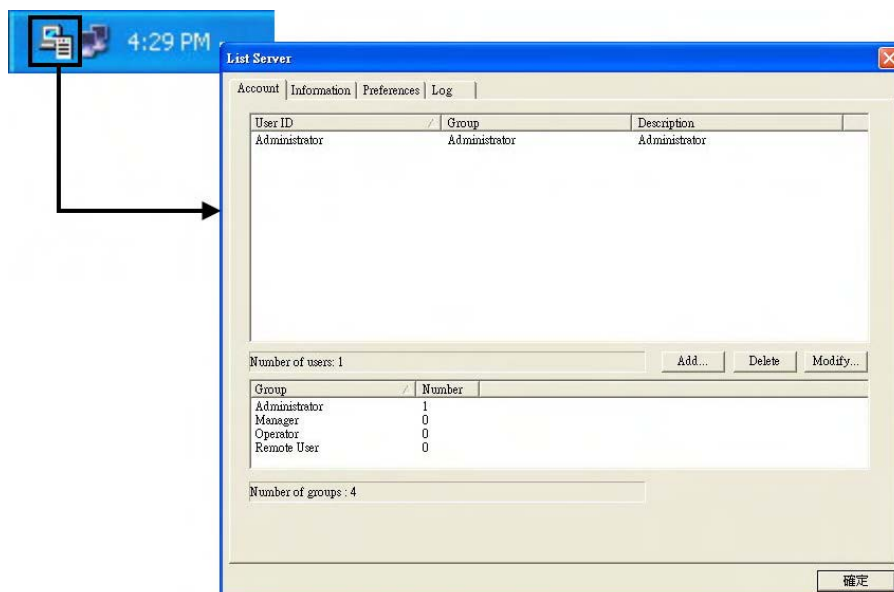 4:29 PM
List Server
Account Information Preferences Log
User ID Group Description
Administrator Administrator Administrator
Number of users: 1 Add... Delete Modify...
Group Number
Administrator 1
Manager 0
Operator 0
Remote User 0
Number of groups : 4
確定